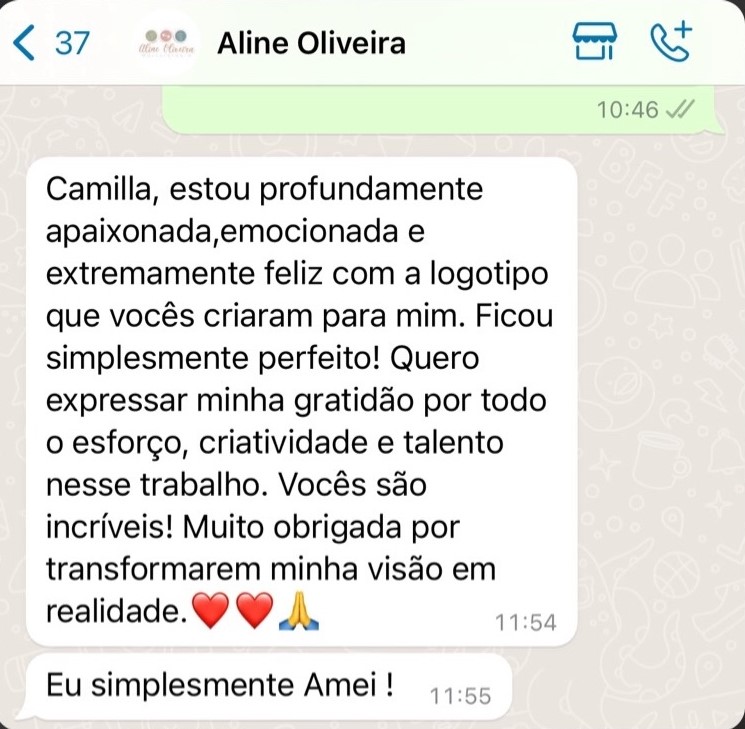 37
Aline Oliveira
Aline Oliveira
10:46
Camilla, estou profundamente
apaixonada,emocionada e
extremamente feliz com a logotipo
que vocês criaram para mim. Ficou
simplesmente perfeito! Quero
expressar minha gratidão por todo
o esforço, criatividade e talento
nesse trabalho. Vocês são
incríveis! Muito obrigada por
transformarem minha visão em
realidade.❤️❤️🙏
11:54
Eu simplesmente Amei !
11:55